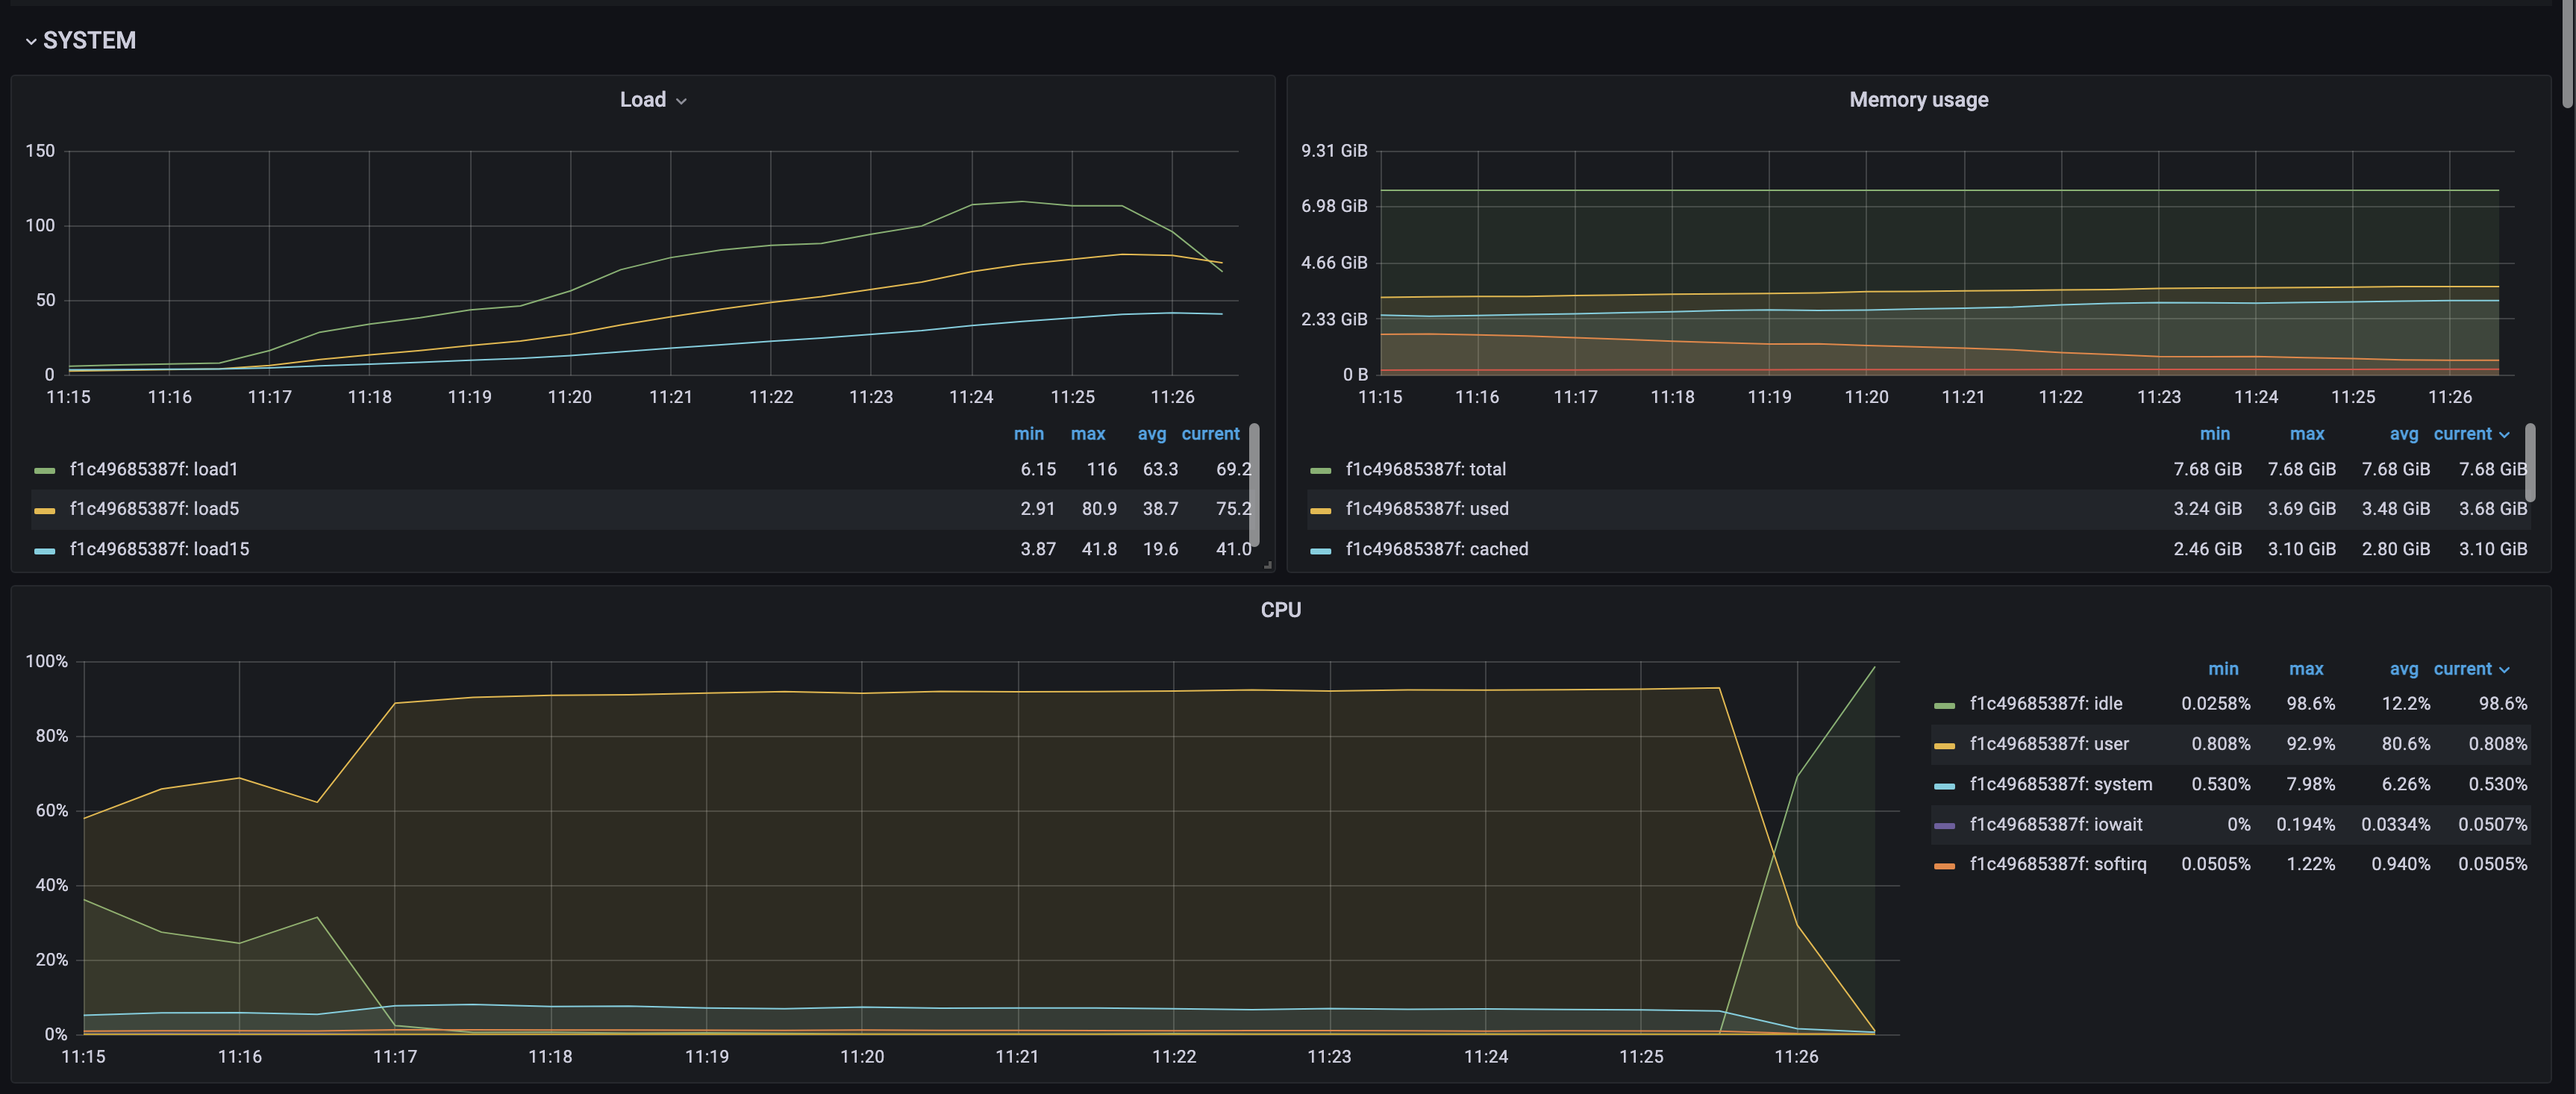 SYSTEM
Load
150
100
50
0
11:15 11:16 11:17 11:18 11:19 11:20 11:21 11:22 11:23 11:24 11:25 11:26
min max avg current
f1c49685387f: load1 6.15 116 63.3 69.2
f1c49685387f: load5 2.91 80.9 38.7 75.2
f1c49685387f: load15 3.87 41.8 19.6 41.0
Memory usage
9.31 GiB
6.98 GiB
4.66 GiB
2.33 GiB
0 B
11:15 11:16 11:17 11:18 11:19 11:20 11:21 11:22 11:23 11:24 11:25 11:26
min max avg current
f1c49685387f: total 7.68 GiB 7.68 GiB 7.68 GiB 7.68 GiB
f1c49685387f: used 3.24 GiB 3.69 GiB 3.48 GiB 3.68 GiB
f1c49685387f: cached 2.46 GiB 3.10 GiB 2.80 GiB 3.10 GiB
CPU
100%
80%
60%
40%
20%
0%
11:15 11:16 11:17 11:18 11:19 11:20 11:21 11:22 11:23 11:24 11:25 11:26
min max avg current
f1c49685387f: idle 0.0258% 98.6% 12.2% 98.6%
f1c49685387f: user 0.808% 92.9% 80.6% 0.808%
f1c49685387f: system 0.530% 7.98% 6.26% 0.530%
f1c49685387f: iowait 0% 0.194% 0.0334% 0.0507%
f1c49685387f: softirq 0.0505% 1.22% 0.940% 0.0505%